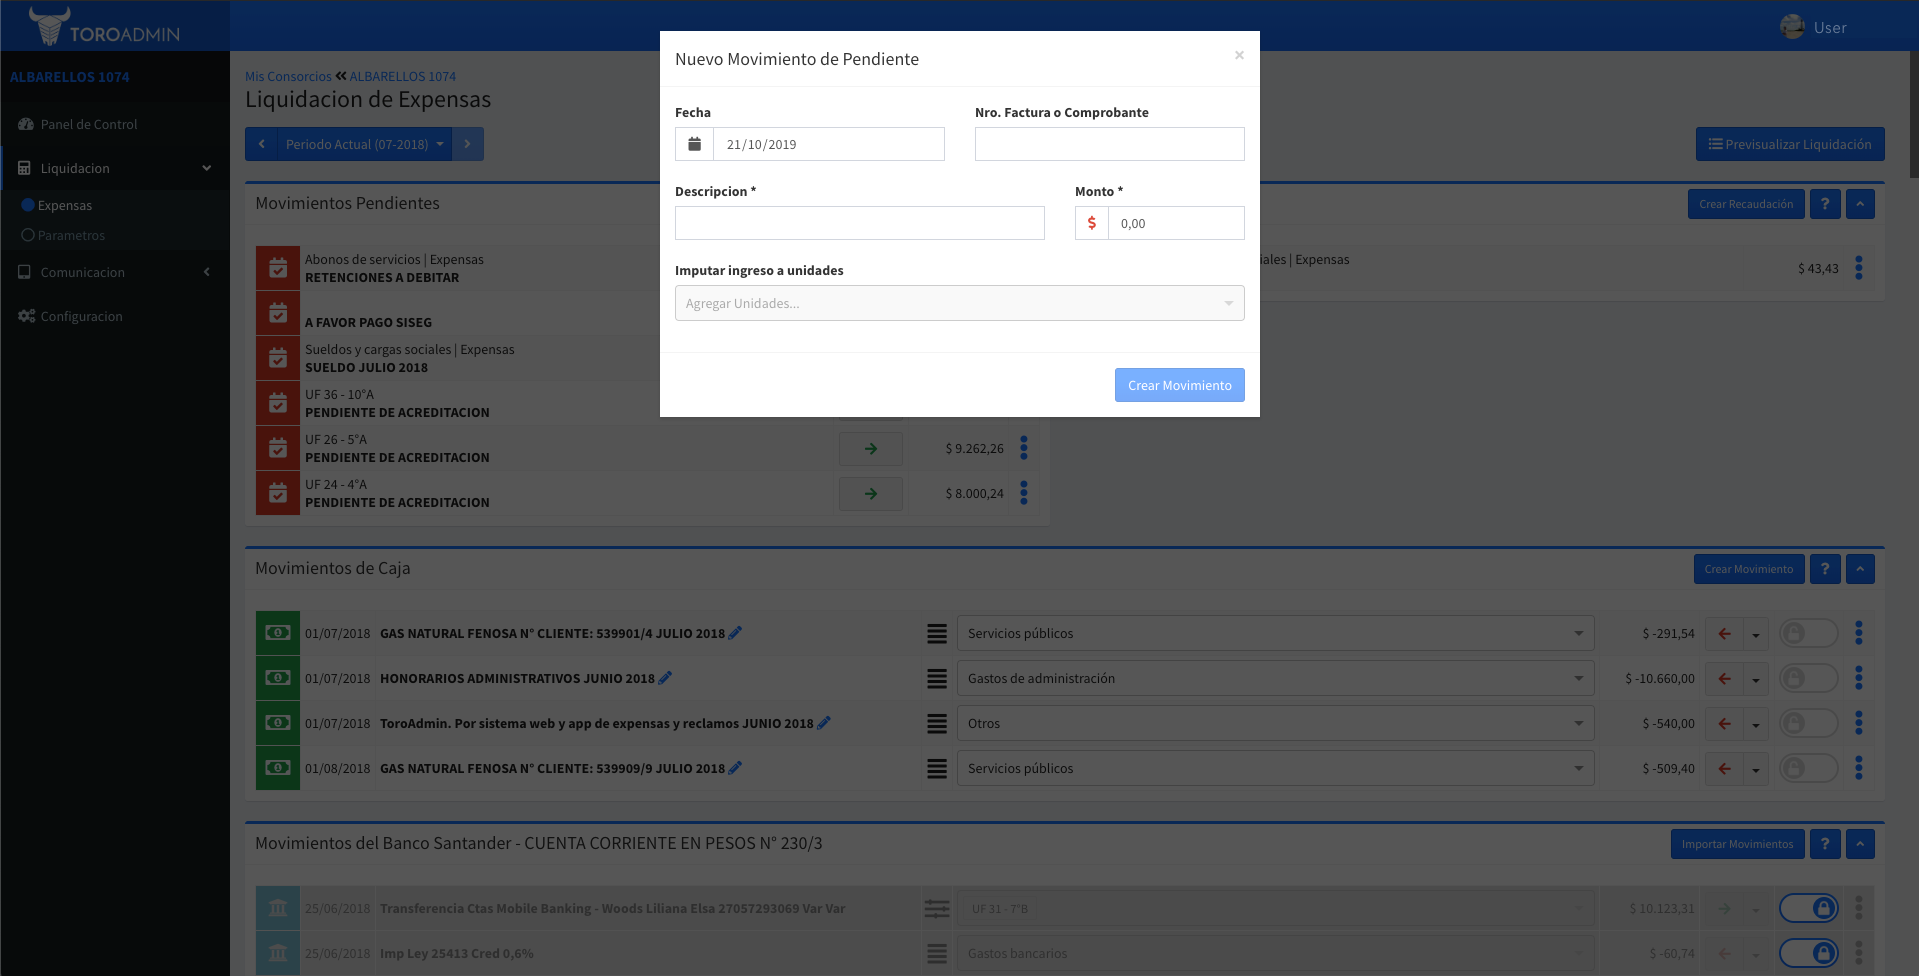 TOROADMIN
User
ALBARELLOS 1074
Panel de Control
Liquidacion
Expensas
Parametros
Comunicacion
Configuracion
Mis Consorcios ALBARELLOS 1074
Liquidacion de Expensas
Periodo Actual (07-2018)
Previsualizar Liquidación
Nuevo Movimiento de Pendiente
×
Fecha
Nro. Factura o Comprobante
21/10/2019
Descripcion *
Monto *
$ 0,00
Imputar ingreso a unidades
Agregar Unidades...
Crear Movimiento
Movimientos Pendientes
Crear Recaudación ?
Abonos de servicios | Expensas
RETENCIONES A DEBITAR
iales | Expensas
$ 43,43
A FAVOR PAGO SISEG
Sueldos y cargas sociales | Expensas
SUELDO JULIO 2018
UF 36 - 10°A
PENDIENTE DE ACREDITACION
UF 26 - 5°A
PENDIENTE DE ACREDITACION
$ 9.262,26
UF 24 - 4°A
PENDIENTE DE ACREDITACION
$ 8.000,24
Movimientos de Caja
Crear Movimiento ?
01/07/2018 GAS NATURAL FENOSA N° CLIENTE: 539901/4 JULIO 2018 Servicios públicos $ -291,54
01/07/2018 HONORARIOS ADMINISTRATIVOS JUNIO 2018 Gastos de administración $ -10.660,00
01/07/2018 ToroAdmin. Por sistema web y app de expensas y reclamos JUNIO 2018 Otros $ -540,00
01/08/2018 GAS NATURAL FENOSA N° CLIENTE: 539909/9 JULIO 2018 Servicios públicos $ -509,40
Movimientos del Banco Santander - CUENTA CORRIENTE EN PESOS N° 230/3
Importar Movimientos ?
25/06/2018 Transferencia Ctas Mobile Banking - Woods Liliana Elsa 27057293069 Var Var UF 31 - 7°B $ 10.123,31
25/06/2018 Imp Ley 25413 Cred 0,6% Gastos bancarios $ -60,74